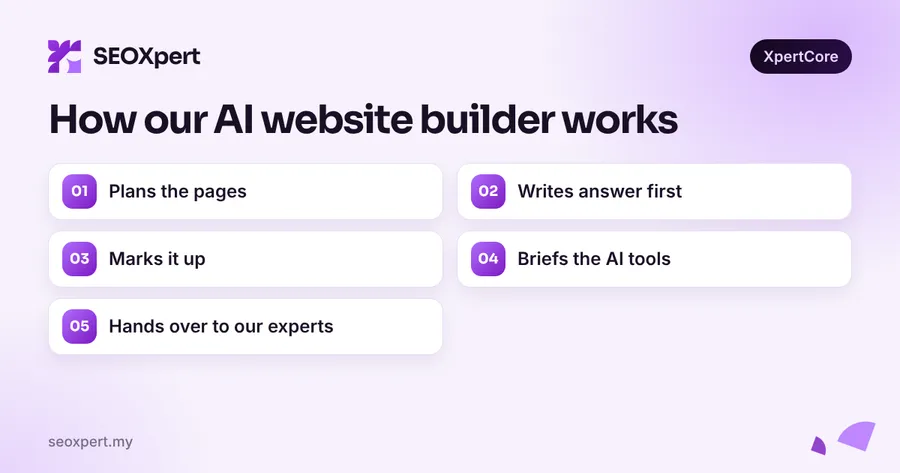 SEOXpert
XpertCore
How our AI website builder works
01 Plans the pages
02 Writes answer first
03 Marks it up
04 Briefs the AI tools
05 Hands over to our experts
seoxpert.my